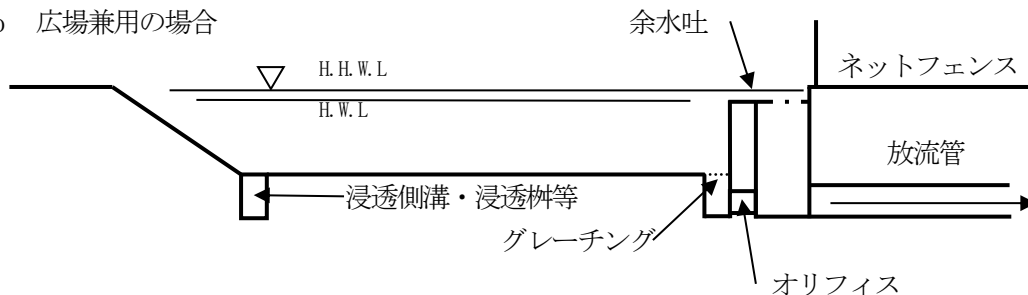 広場兼用の場合
余水吐
H.H.W.L
ネットフェンス
H.W.L
放流管
浸透側溝・浸透桝等
グレーチング
オリフィス